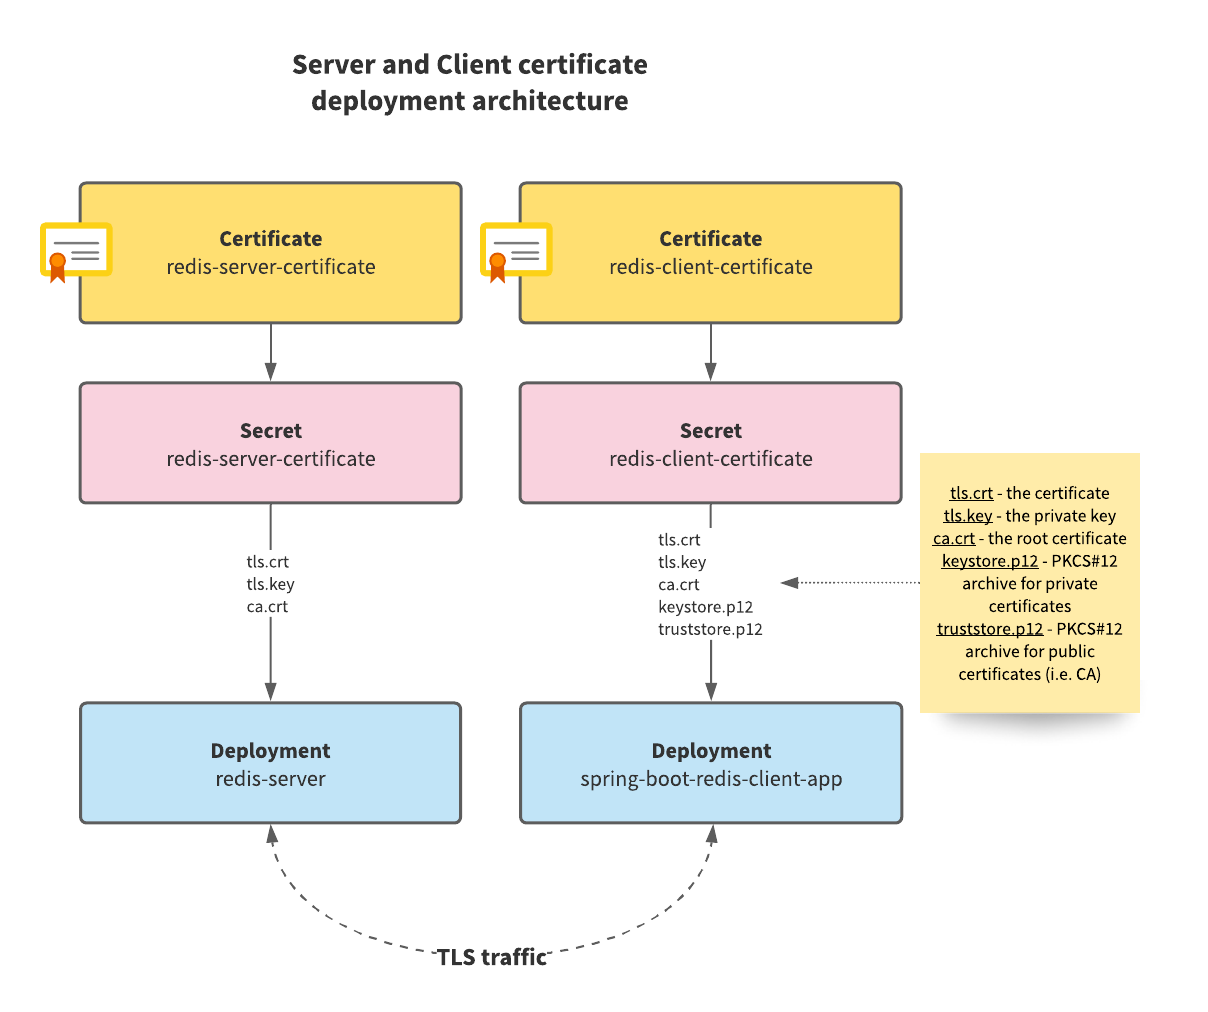 Server and Client certificate
deployment architecture
Certificate
redis-server-certificate
Certificate
redis-client-certificate
Secret
redis-server-certificate
Secret
redis-client-certificate
tls.crt
tls.key
ca.crt
tls.crt
tls.key
ca.crt
keystore.p12
truststore.p12
tls.crt - the certificate
tls.key - the private key
ca.crt - the root certificate
keystore.p12 - PKCS#12
archive for private
certificates
truststore.p12 - PKCS#12
archive for public
certificates (i.e. CA)
Deployment
redis-server
Deployment
spring-boot-redis-client-app
TLS traffic